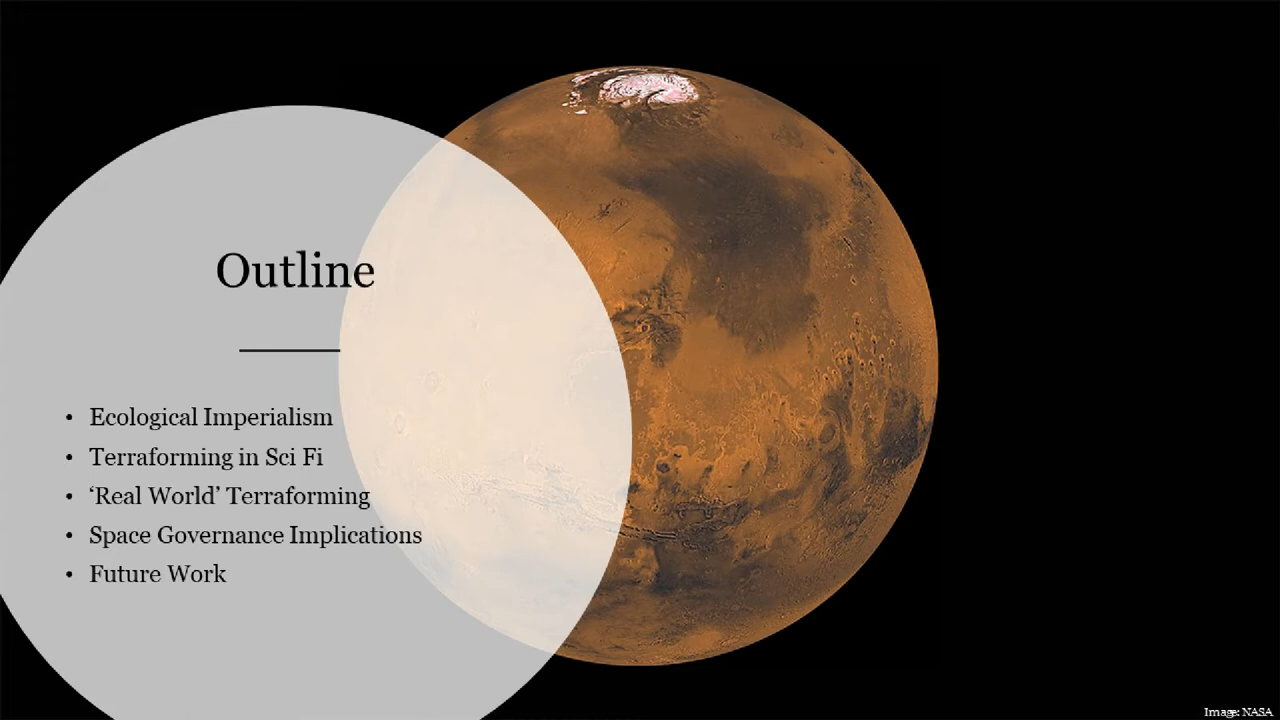 Outline
• Ecological Imperialism
• Terraforming in Sci Fi
• ‘Real World’ Terraforming
• Space Governance Implications
• Future Work
Image: NASA